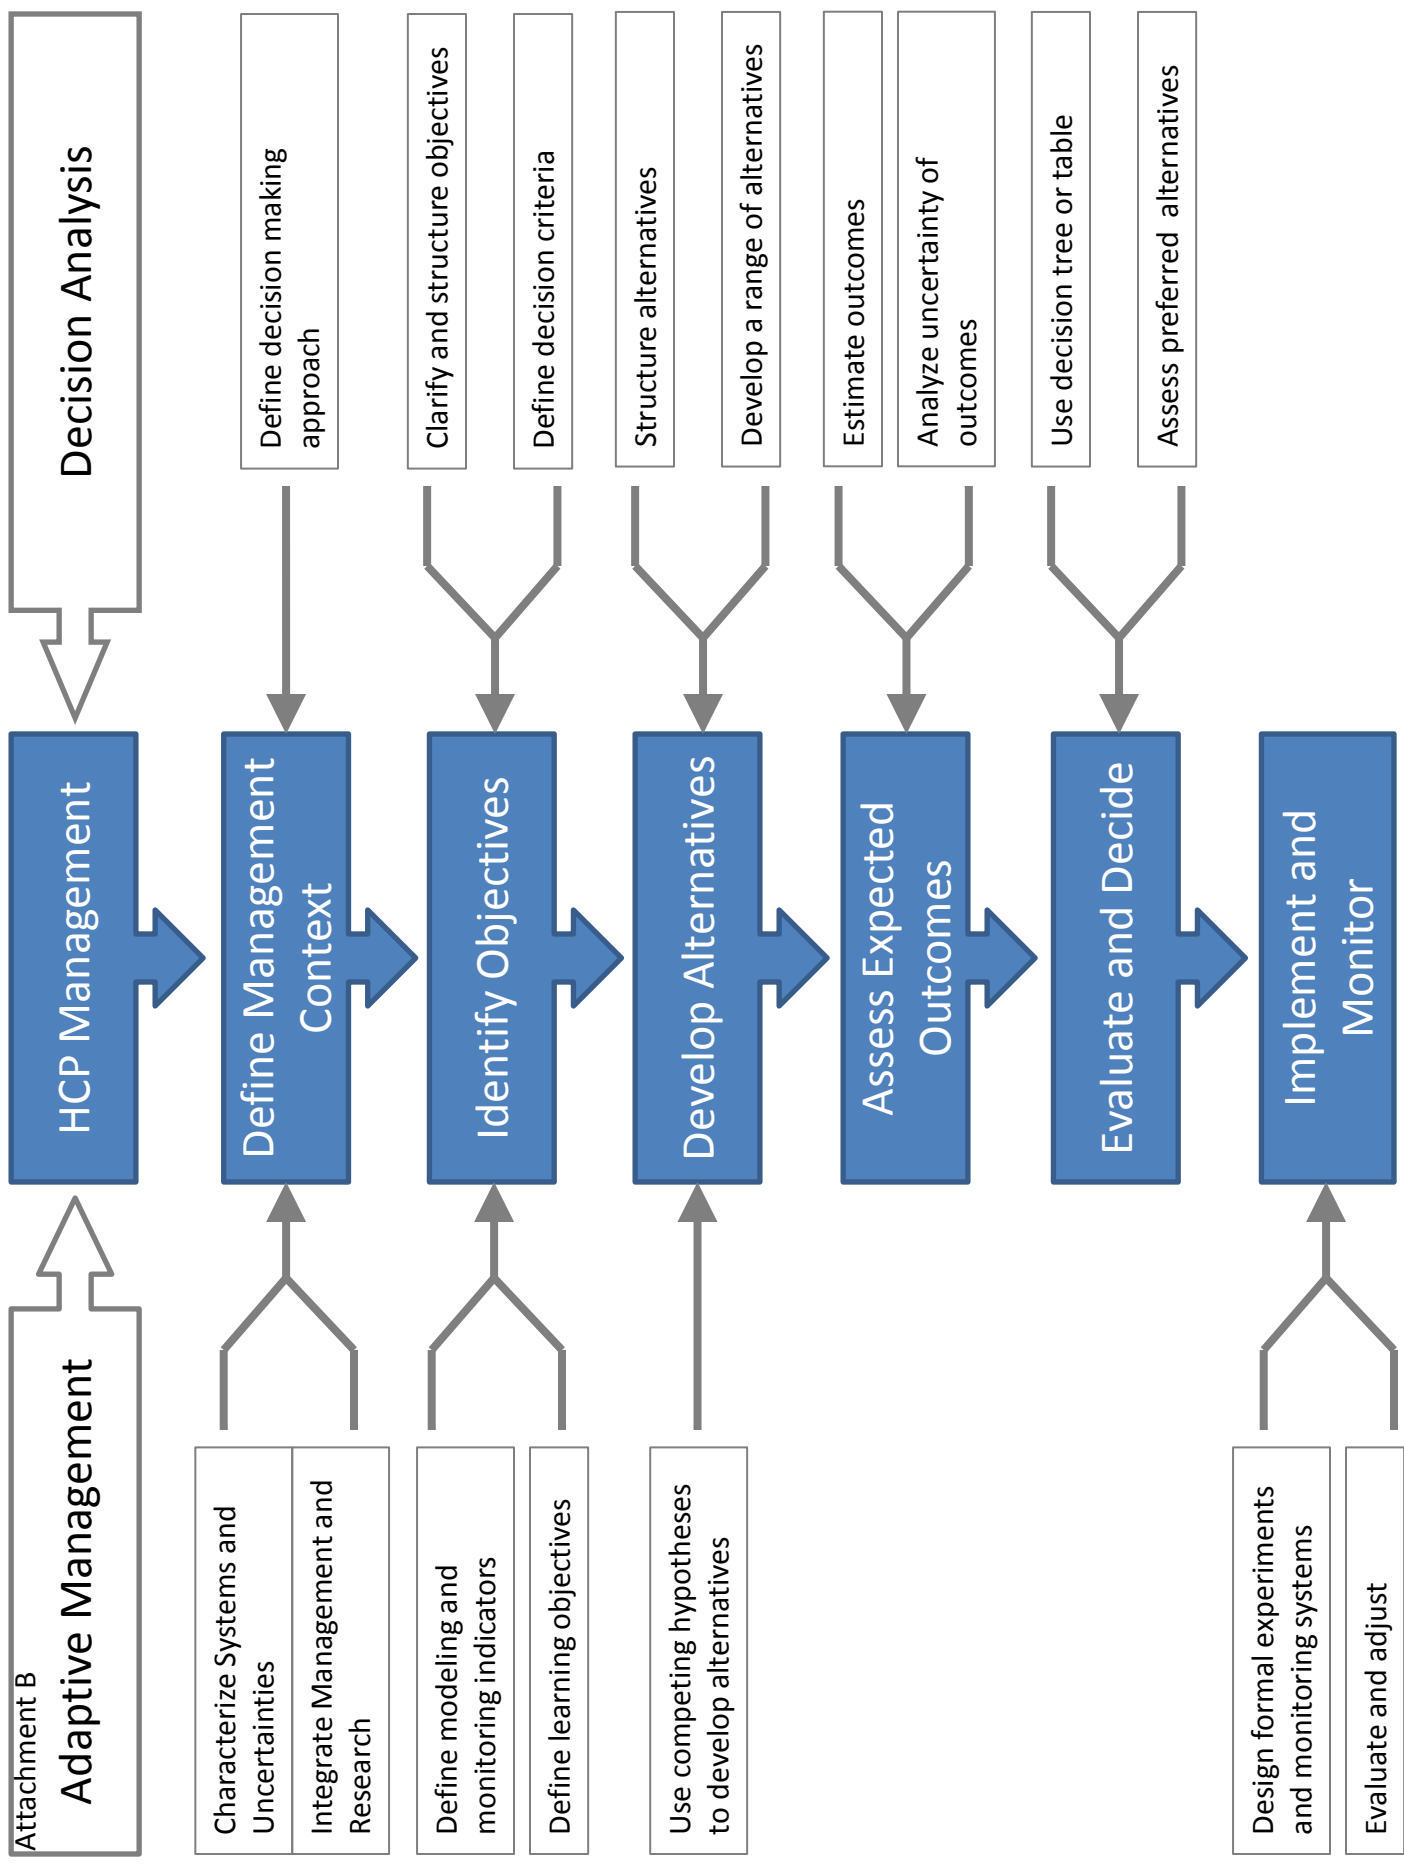 Attachment B
Adaptive Management
HCP Management
Decision Analysis
Characterize Systems and
Uncertainties
Integrate Management and
Research
Define Management
Context
Define decision making
approach
Define modeling and
monitoring indicators
Define learning objectives
Identify Objectives
Clarify and structure objectives
Define decision criteria
Use competing hypotheses
to develop alternatives
Develop Alternatives
Structure alternatives
Develop a range of alternatives
Assess Expected
Outcomes
Estimate outcomes
Analyze uncertainty of
outcomes
Evaluate and Decide
Use decision tree or table
Assess preferred  alternatives
Design formal experiments
and monitoring systems
Evaluate and adjust
Implement and
Monitor